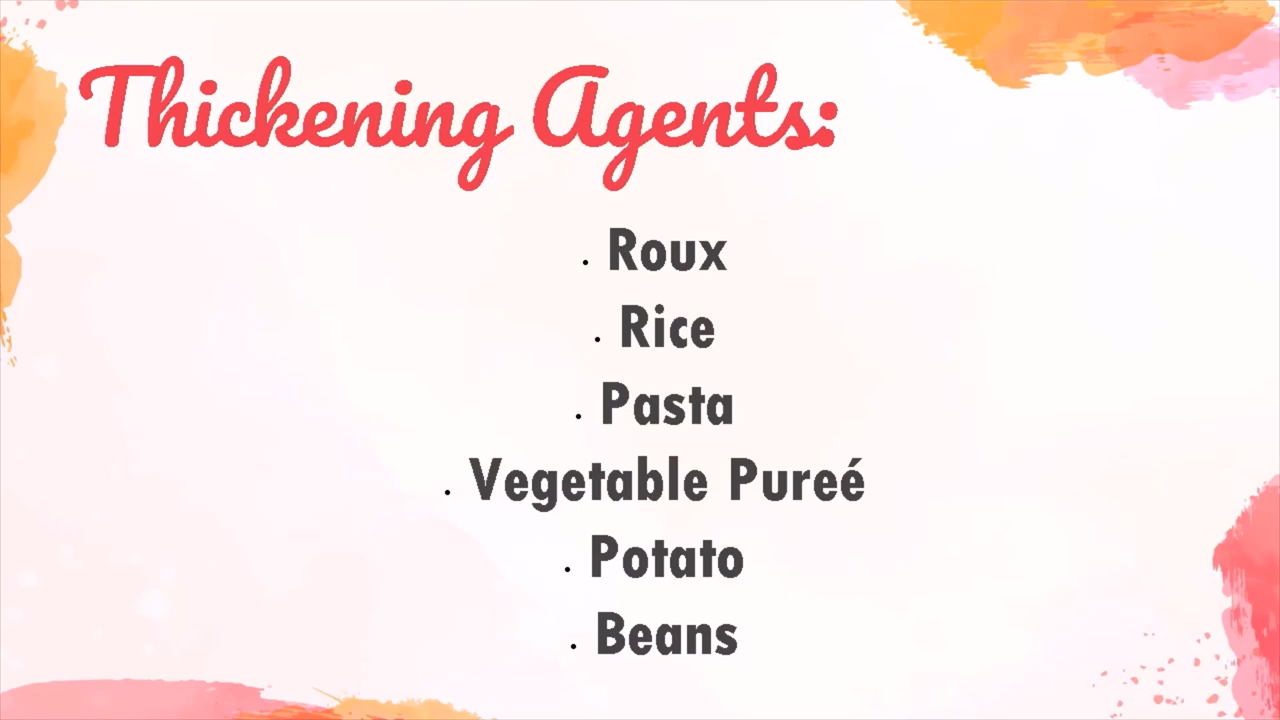 Thickening Agents:
. Roux
. Rice
. Pasta
. Vegetable Pureé
. Potato
. Beans